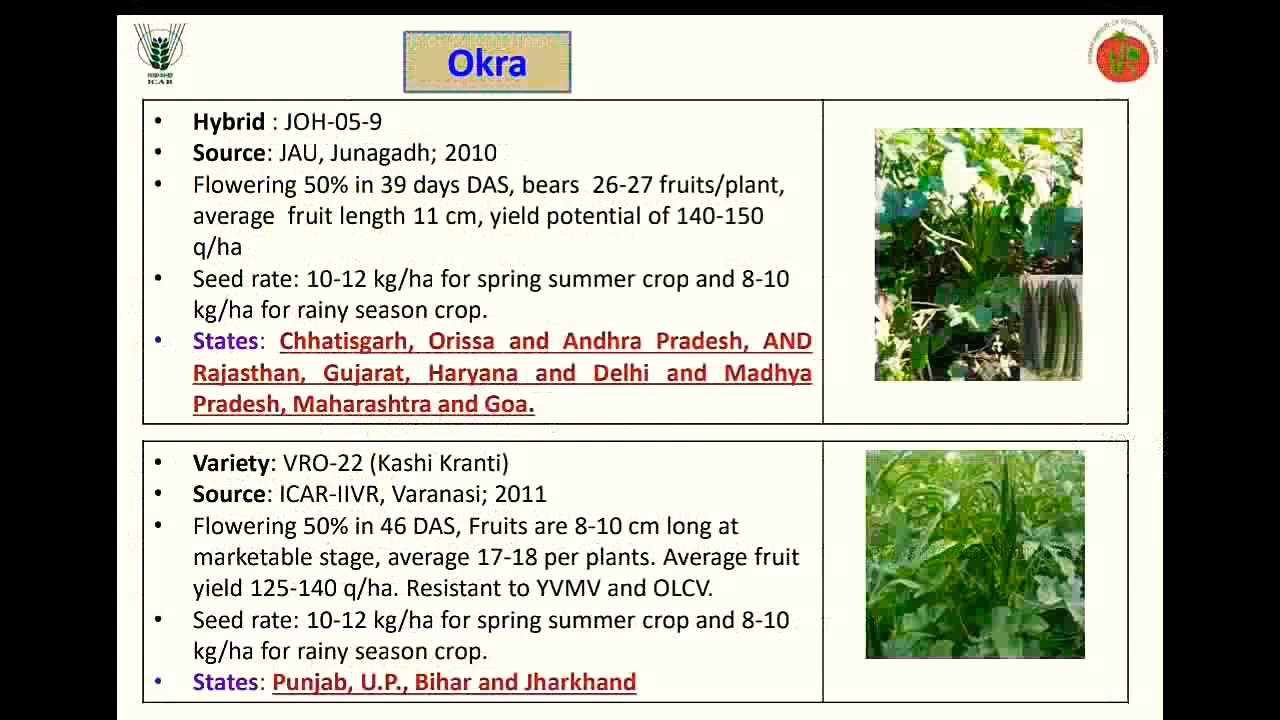 Okra
ICAR
• Hybrid : JOH-05-9
• Source: JAU, Junagadh; 2010
• Flowering 50% in 39 days DAS, bears 26-27 fruits/plant,
average fruit length 11 cm, yield potential of 140-150
q/ha
• Seed rate: 10-12 kg/ha for spring summer crop and 8-10
kg/ha for rainy season crop.
• States: Chhatisgarh, Orissa and Andhra Pradesh, AND
Rajasthan, Gujarat, Haryana and Delhi and Madhya
Pradesh, Maharashtra and Goa.
• Variety: VRO-22 (Kashi Kranti)
• Source: ICAR-IIVR, Varanasi; 2011
• Flowering 50% in 46 DAS, Fruits are 8-10 cm long at
marketable stage, average 17-18 per plants. Average fruit
yield 125-140 q/ha. Resistant to YVMV and OLCV.
• Seed rate: 10-12 kg/ha for spring summer crop and 8-10
kg/ha for rainy season crop.
• States: Punjab, U.P., Bihar and Jharkhand